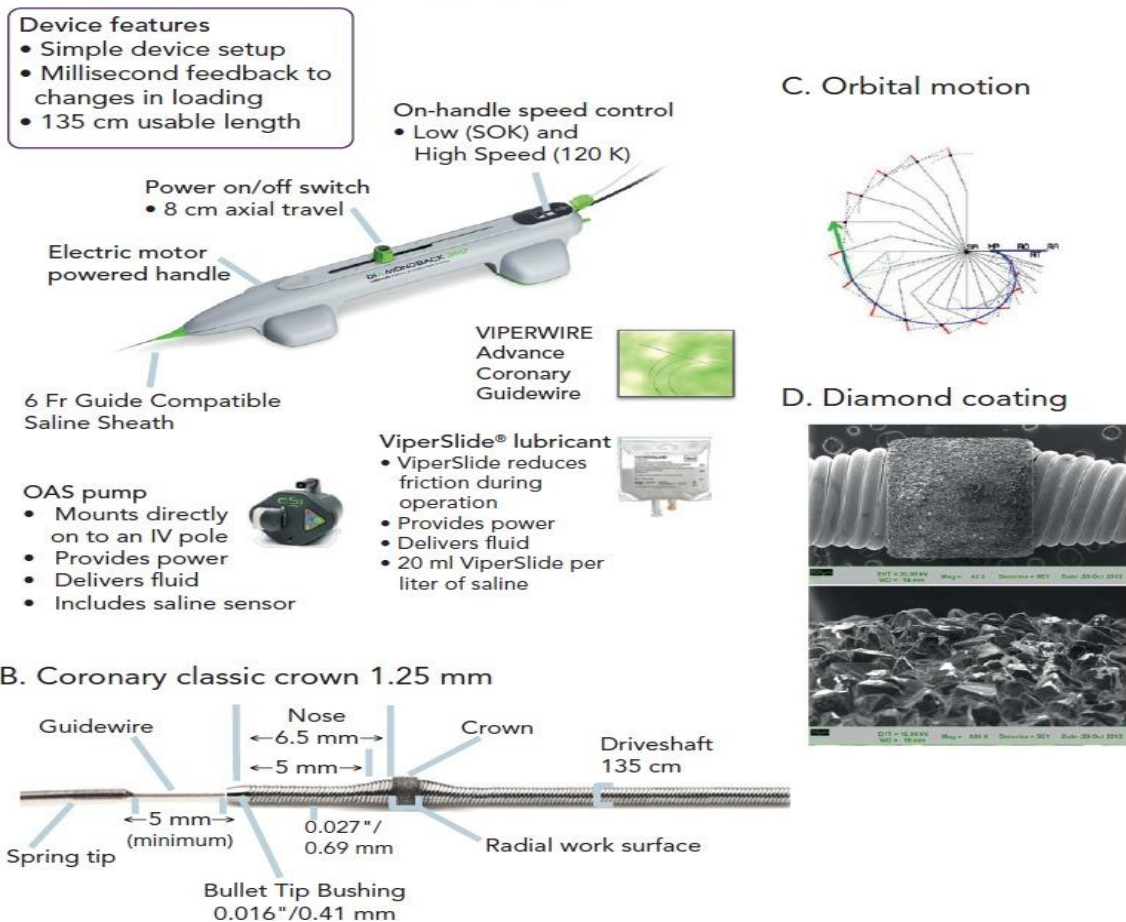 Device features
• Simple device setup
• Millisecond feedback to
changes in loading
• 135 cm usable length
On-handle speed control
• Low (SOK) and
High Speed (120 K)
Power on/off switch
• 8 cm axial travel
Electric motor
powered handle
DIAMONDBACK 360
6 Fr Guide Compatible
Saline Sheath
VIPERWIRE
Advance
Coronary
Guidewire
OAS pump
• Mounts directly
on to an IV pole
• Provides power
• Delivers fluid
• Includes saline sensor
ViperSlide® lubricant
• ViperSlide reduces
friction during
operation
• Provides power
• Delivers fluid
• 20 ml ViperSlide per
liter of saline
B. Coronary classic crown 1.25 mm
Guidewire
Nose
6.5 mm
5 mm
Crown
Driveshaft
135 cm
5 mm
(minimum)
0.027"/
0.69 mm
Radial work surface
Spring tip
Bullet Tip Bushing
0.016"/0.41 mm
C. Orbital motion
MP RO RA
D. Diamond coating